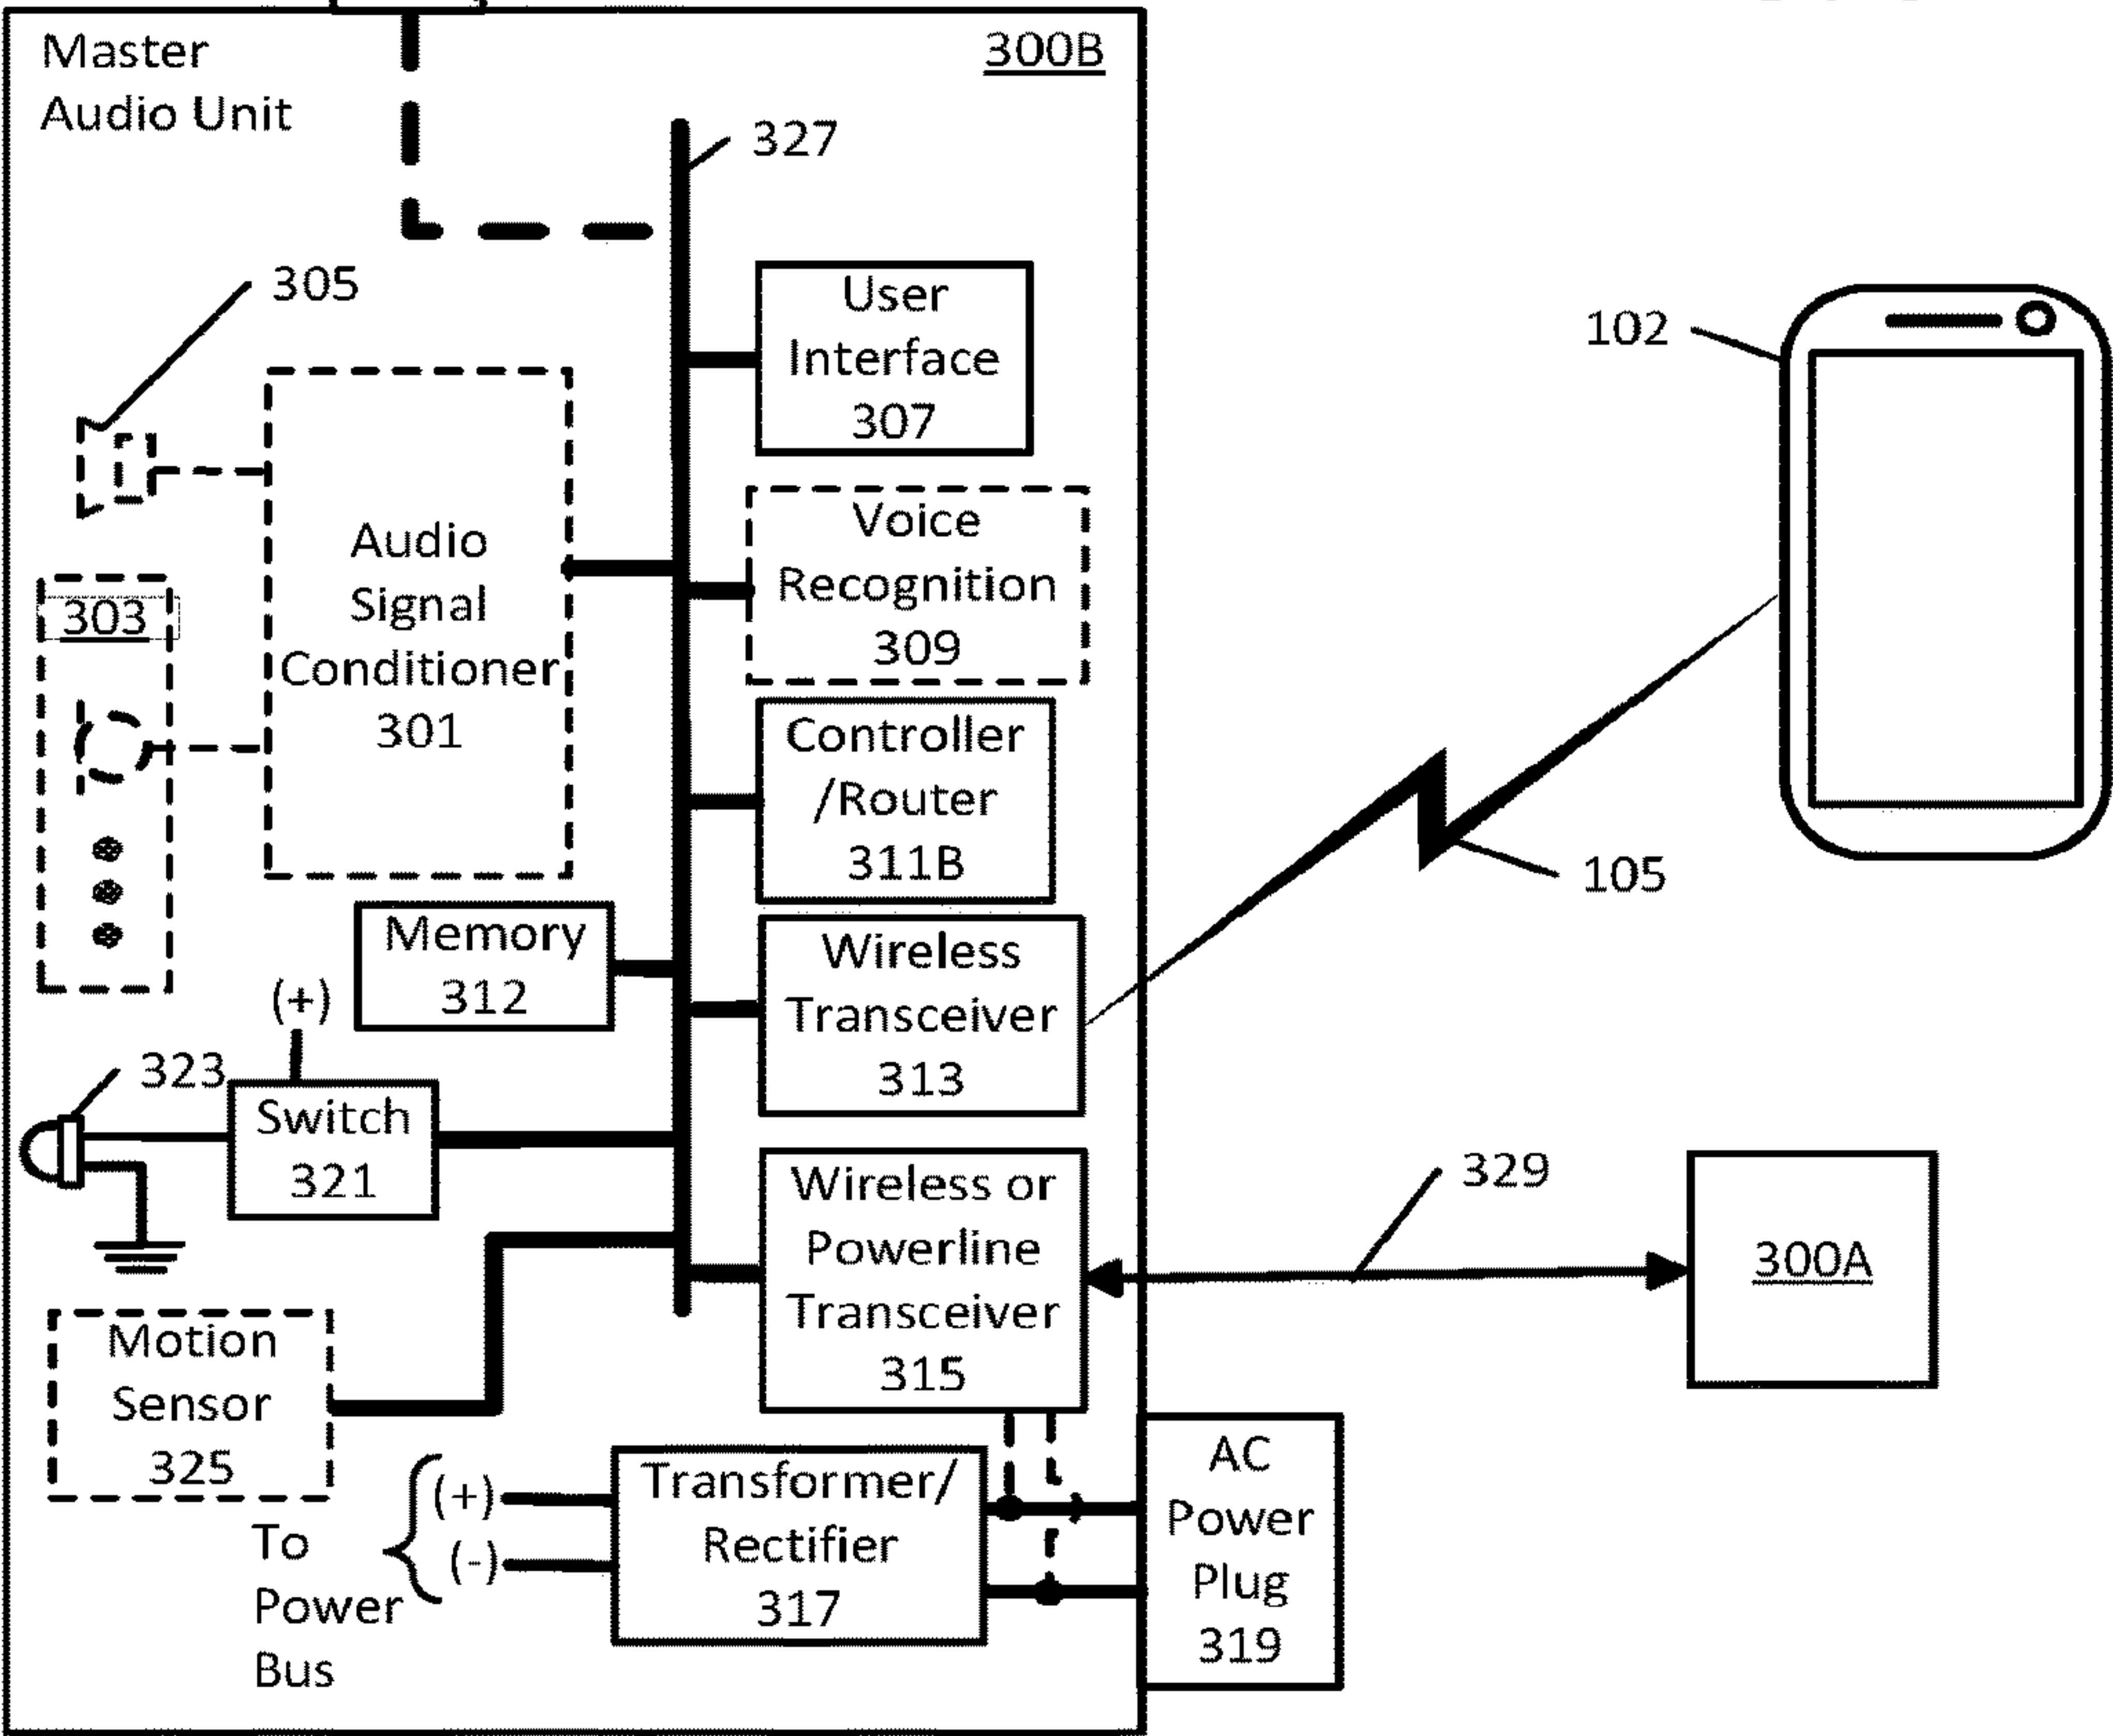 Master
Audio Unit
300B
327
305
User
Interface
307
102
Voice
Recognition
309
Audio
Signal
Conditioner
301
303
Controller
/Router
311B
105
Memory
312
Wireless
Transceiver
313
(+)
323
Switch
321
Wireless or
Powerline
Transceiver
315
329
300A
Motion
Sensor
325
To
Power
Bus
(+)
(-)
Transformer/
Rectifier
317
AC
Power
Plug
319